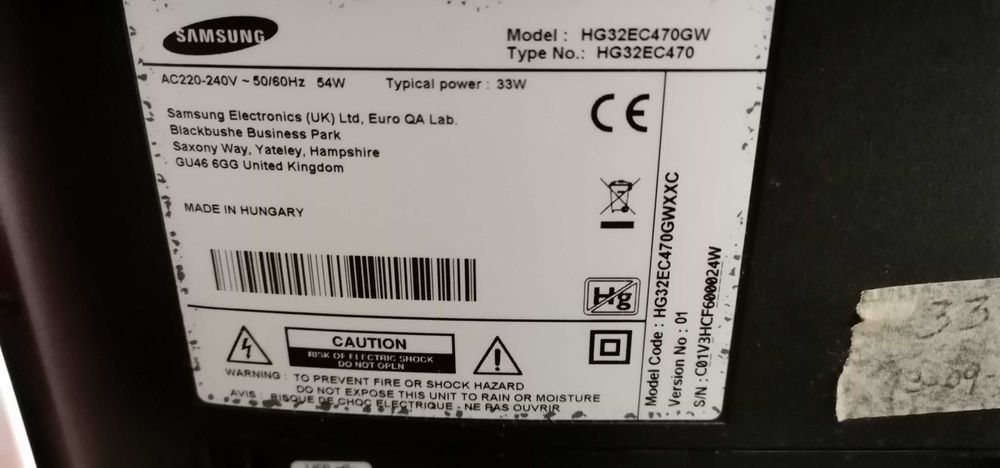 SAMSUNG
Model : HG32EC470GW
Type No.: HG32EC470
AC220-240V ~ 50/60Hz 54W Typical power : 33W
Samsung Electronics (UK) Ltd, Euro QA Lab.
Blackbushe Business Park
Saxony Way, Yateley, Hampshire
GU46 6GG United Kingdom
CE
MADE IN HUNGARY
Hg
CAUTION
RISK OF ELECTRIC SHOCK
DO NOT OPEN
WARNING : TO PREVENT FIRE OR SHOCK HAZARD
DO NOT EXPOSE THIS UNIT TO RAIN OR MOISTURE
AVIS : RISQUE DE CHOC ELECTRIQUE - NE PAS OUVRIR
Model Code : HG32EC470GWXXC
Version No : 01
S/N : C01V3HCF600024W
33